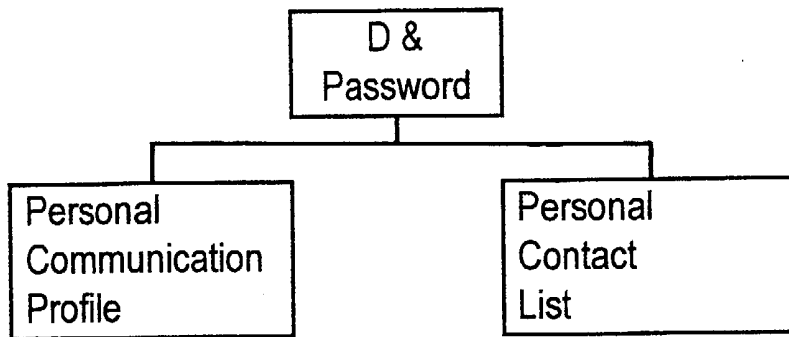 D &
Password
Personal
Communication
Profile
Personal
Contact
List